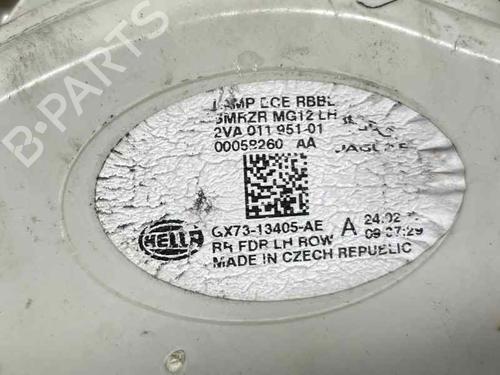 LAMP ECE RBBL
SMRZR MG12 LH
2VA 011 951-01
00058260 AA
JAGUAR
HELLA
GX73-13405-AE A 24.02
RR FDR LH ROW 09:37:29
MADE IN CZECH REPUBLIC
B-PARTS